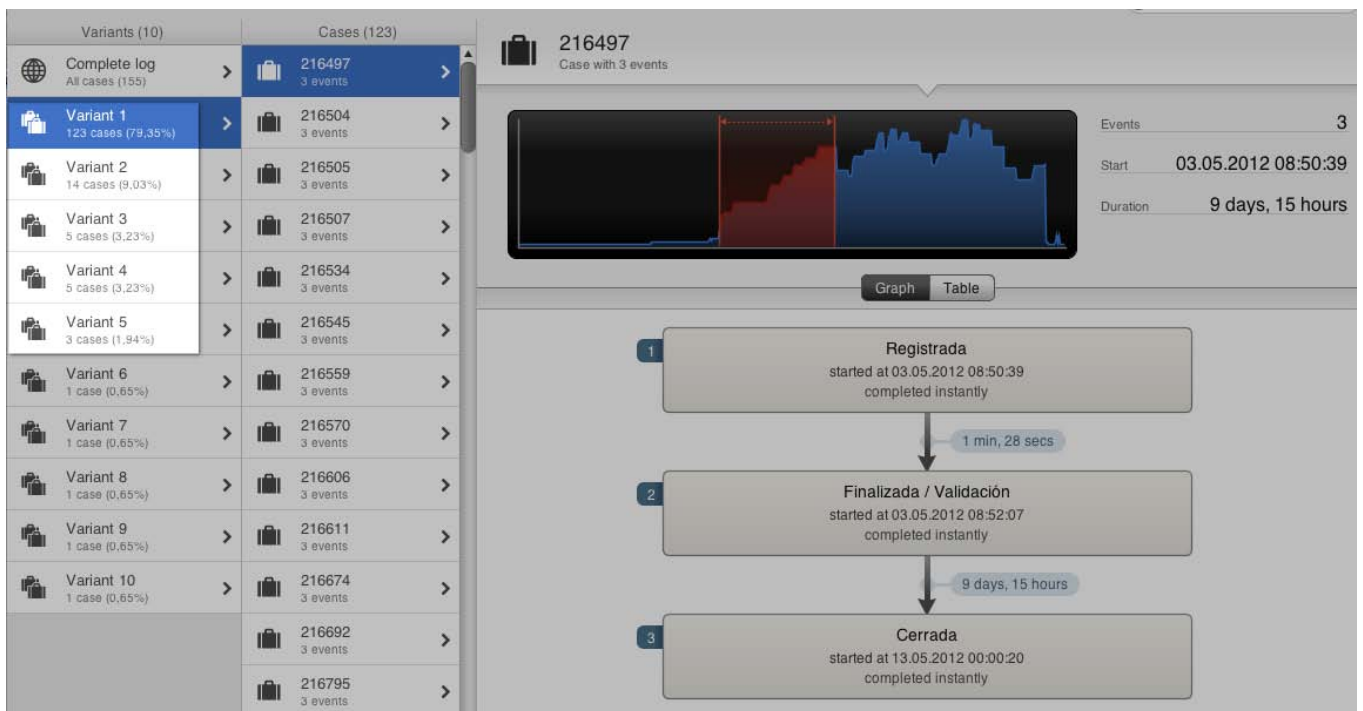 Variants (10)
Complete log
All cases (155)
Variant 1
123 cases (79,35%)
Variant 2
14 cases (9,03%)
Variant 3
5 cases (3,23%)
Variant 4
5 cases (3,23%)
Variant 5
3 cases (1,94%)
Variant 6
1 case (0,65%)
Variant 7
1 case (0,65%)
Variant 8
1 case (0,65%)
Variant 9
1 case (0,65%)
Variant 10
1 case (0,65%)
Cases (123)
216497
3 events
216504
3 events
216505
3 events
216507
3 events
216534
3 events
216545
3 events
216559
3 events
216570
3 events
216606
3 events
216611
3 events
216674
3 events
216692
3 events
216795
3 events
216497
Case with 3 events
Events 3
Start 03.05.2012 08:50:39
Duration 9 days, 15 hours
Graph Table
1
Registrada
started at 03.05.2012 08:50:39
completed instantly
1 min, 28 secs
2
Finalizada / Validación
started at 03.05.2012 08:52:07
completed instantly
9 days, 15 hours
3
Cerrada
started at 13.05.2012 00:00:20
completed instantly